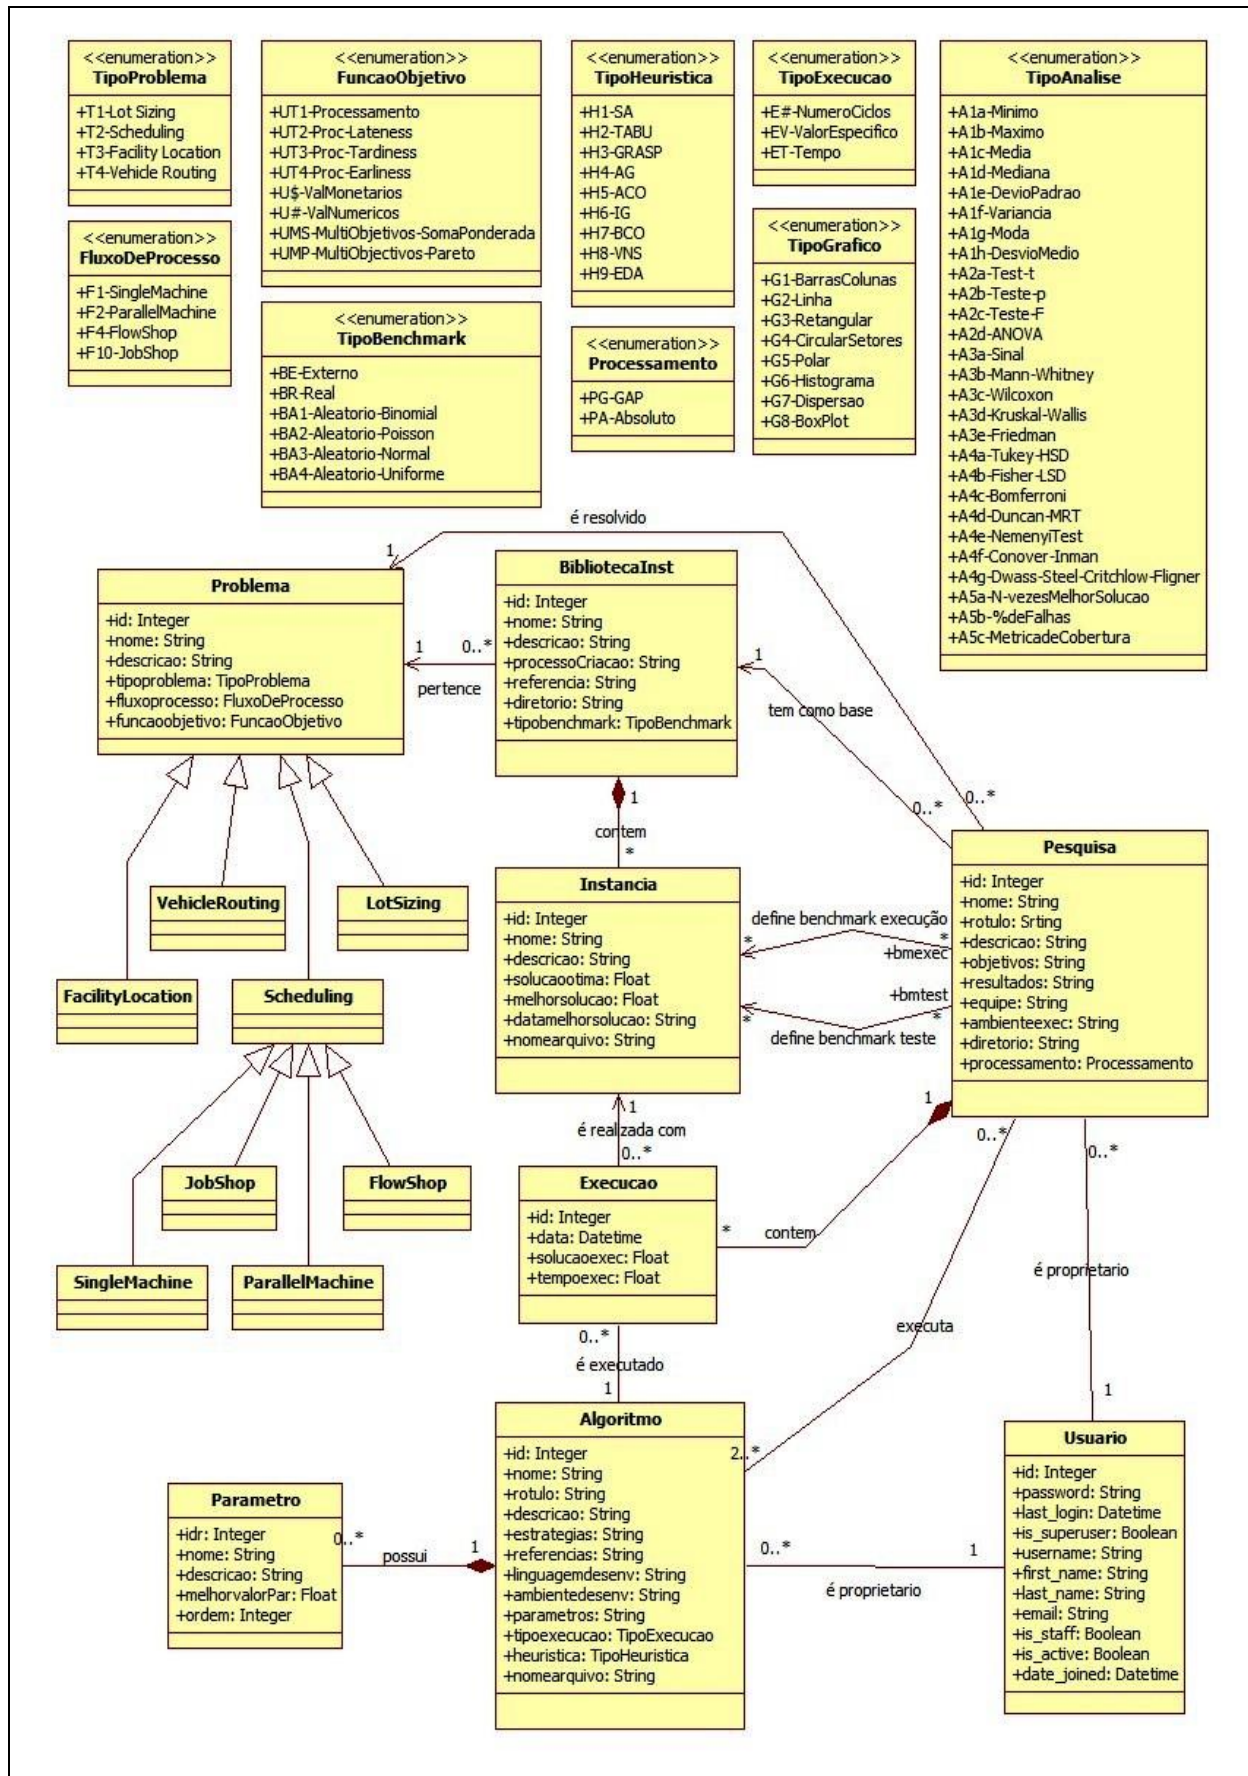 <<enumeration>>
TipoProblema
+T1-Lot Sizing
+T2-Scheduling
+T3-Facility Location
+T4-Vehicle Routing
<<enumeration>>
FuncaoObjetivo
+UT1-Processamento
+UT2-Proc-Lateness
+UT3-Proc-Tardiness
+UT4-Proc-Earliness
+U$-ValMonetarios
+U#-ValNumericos
+UMS-MultiObjetivos-SomaPonderada
+UMP-MultiObjectivos-Pareto
<<enumeration>>
TipoHeuristica
+H1-SA
+H2-TABU
+H3-GRASP
+H4-AG
+H5-ACO
+H6-IG
+H7-BCO
+H8-VNS
+H9-EDA
<<enumeration>>
TipoExecucao
+E#-NumeroCiclos
+EV-ValorEspecifico
+ET-Tempo
<<enumeration>>
TipoAnalise
+A1a-Minimo
+A1b-Maximo
+A1c-Media
+A1d-Mediana
+A1e-DevioPadrao
+A1f-Variancia
+A1g-Moda
+A1h-DesvioMedio
+A2a-Test-t
+A2b-Teste-p
+A2c-Teste-F
+A2d-ANOVA
+A3a-Sinal
+A3b-Mann-Whitney
+A3c-Wilcoxon
+A3d-Kruskal-Wallis
+A3e-Friedman
+A4a-Tukey-HSD
+A4b-Fisher-LSD
+A4c-Bomferroni
+A4d-Duncan-MRT
+A4e-NemenyiTest
+A4f-Conover-Inman
+A4g-Dwass-Steel-Critchlow-Fligner
+A5a-N-vezesMelhorSolucao
+A5b-%deFalhas
+A5c-MetricadeCobertura
<<enumeration>>
FluxoDeProcesso
+F1-SingleMachine
+F2-ParallelMachine
+F4-FlowShop
+F10-JobShop
<<enumeration>>
TipoBenchmark
+BE-Externo
+BR-Real
+BA1-Aleatorio-Binomial
+BA2-Aleatorio-Poisson
+BA3-Aleatorio-Normal
+BA4-Aleatorio-Uniforme
<<enumeration>>
Processamento
+PG-GAP
+PA-Absoluto
<<enumeration>>
TipoGrafico
+G1-BarrasColunas
+G2-Linha
+G3-Retangular
+G4-CircularSetores
+G5-Polar
+G6-Histograma
+G7-Dispersao
+G8-BoxPlot
é resolvido
1
0..*
Problema
+id: Integer
+nome: String
+descricao: String
+tipoproblema: TipoProblema
+fluxoprocesso: FluxoDeProcesso
+funcaoobjetivo: FuncaoObjetivo
1
0..*
pertence
BibliotecaInst
+id: Integer
+nome: String
+descricao: String
+processoCriacao: String
+referencia: String
+diretorio: String
+tipobenchmark: TipoBenchmark
1
tem como base
0..*
1
contem
*
VehicleRouting
LotSizing
FacilityLocation
Scheduling
JobShop
FlowShop
SingleMachine
ParallelMachine
Instancia
+id: Integer
+nome: String
+descricao: String
+solucaootima: Float
+melhorsolucao: Float
+datamelhorsolucao: String
+nomearquivo: String
define benchmark execução
*
*
+bmexec
+bmtest
*
*
define benchmark teste
Pesquisa
+id: Integer
+nome: String
+rotulo: Srting
+descricao: String
+objetivos: String
+resultados: String
+equipe: String
+ambienteexec: String
+diretorio: String
+processamento: Processamento
1
é realizada com
0..*
Execucao
+id: Integer
+data: Datetime
+solucaoexec: Float
+tempoexec: Float
1
contem
*
0..*
executa
2..*
0..*
é proprietario
1
0..*
é executado
1
Algoritmo
+id: Integer
+nome: String
+rotulo: String
+descricao: String
+estrategias: String
+referencias: String
+linguagemdesenv: String
+ambientedesenv: String
+parametros: String
+tipoexecucao: TipoExecucao
+heuristica: TipoHeuristica
+nomearquivo: String
Parametro
+idr: Integer
+nome: String
+descricao: String
+melhorvalorPar: Float
+ordem: Integer
0..*
possui
1
0..*
1
é proprietario
Usuario
+id: Integer
+password: String
+last_login: Datetime
+is_superuser: Boolean
+username: String
+first_name: String
+last_name: String
+email: String
+is_staff: Boolean
+is_active: Boolean
+date_joined: Datetime